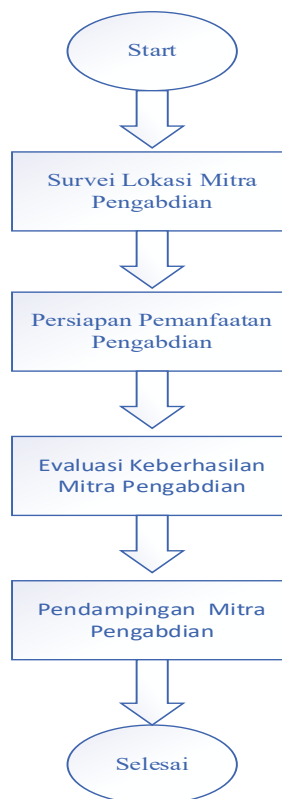 Start
Survei Lokasi Mitra
Pengabdian
Persiapan Pemanfaatan
Pengabdian
Evaluasi Keberhasilan
Mitra Pengabdian
Pendampingan Mitra
Pengabdian
Selesai